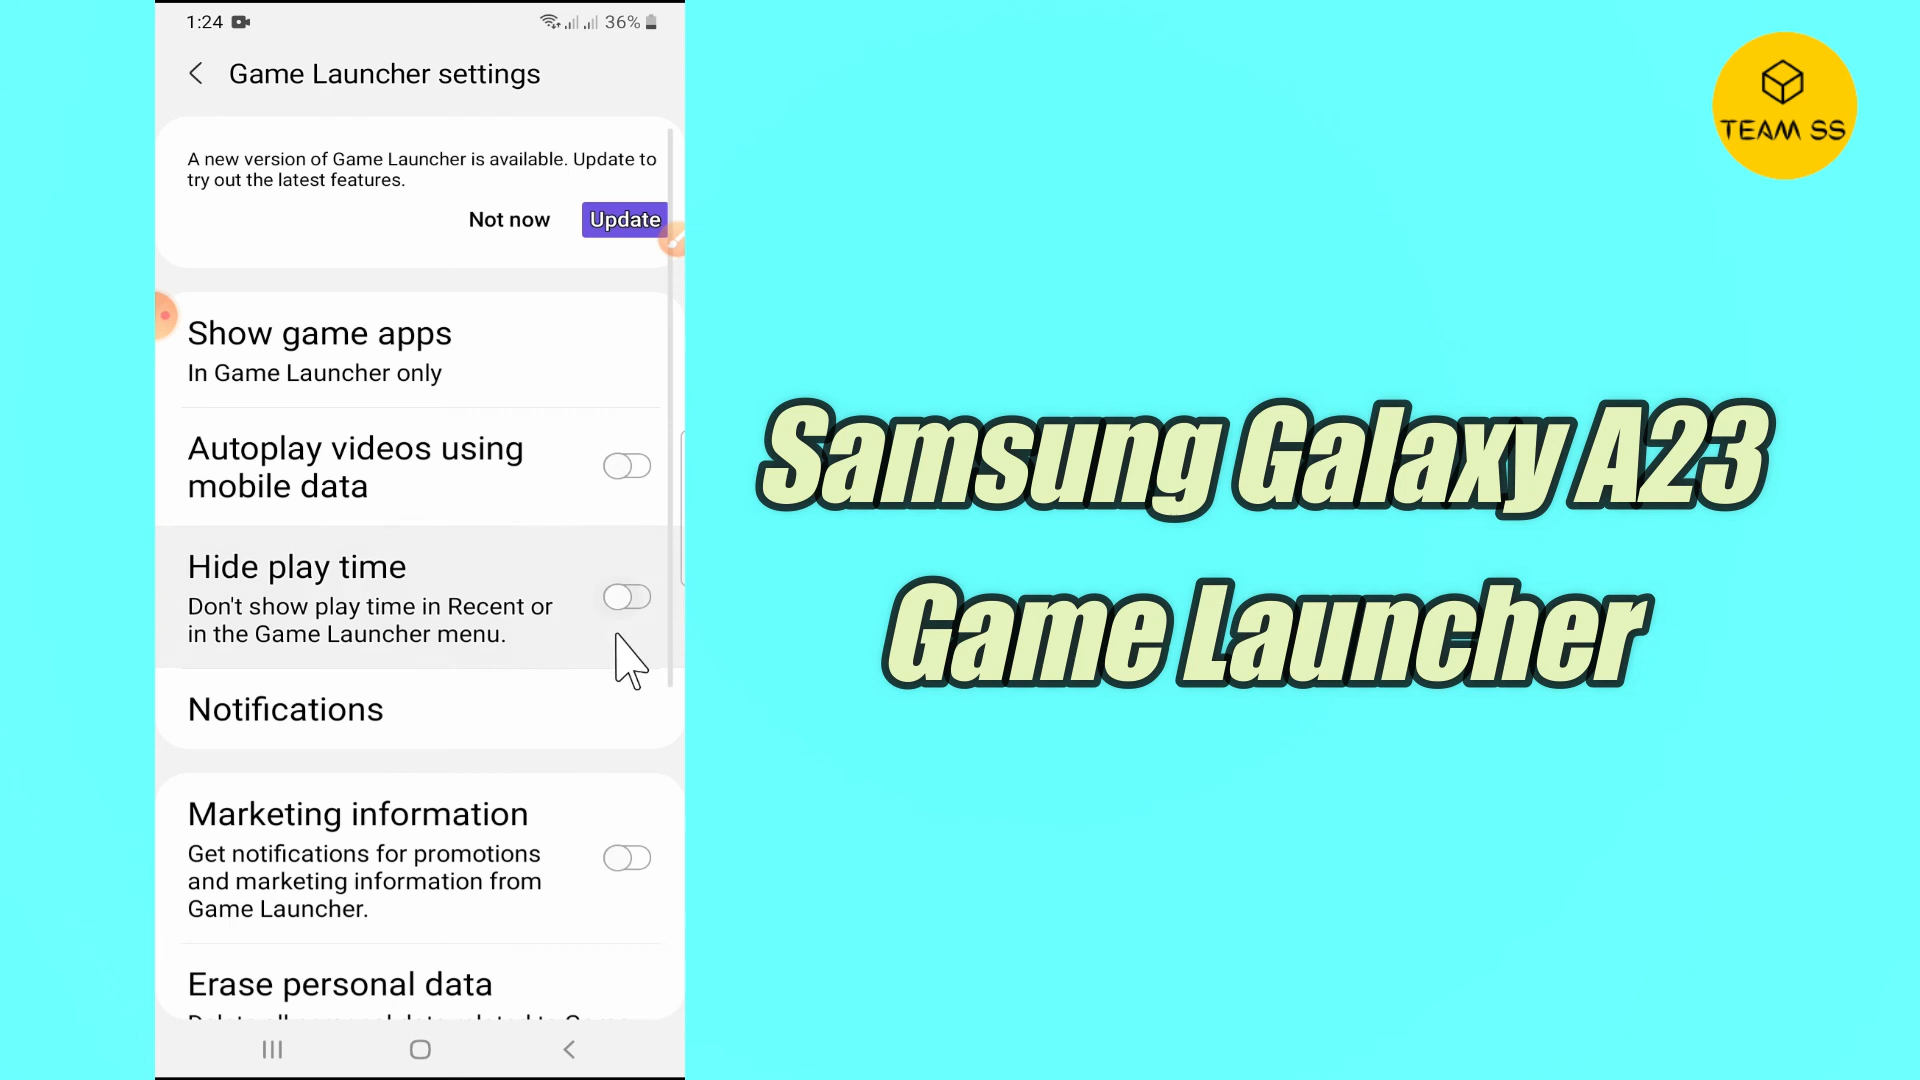 1:24
36%
Game Launcher settings
A new version of Game Launcher is available. Update to
try out the latest features.
Not now
Update
Show game apps
In Game Launcher only
Autoplay videos using
mobile data
Hide play time
Don't show play time in Recent or
in the Game Launcher menu.
Notifications
Marketing information
Get notifications for promotions
and marketing information from
Game Launcher.
Erase personal data
TEAM SS
Samsung Galaxy A23
Game Launcher